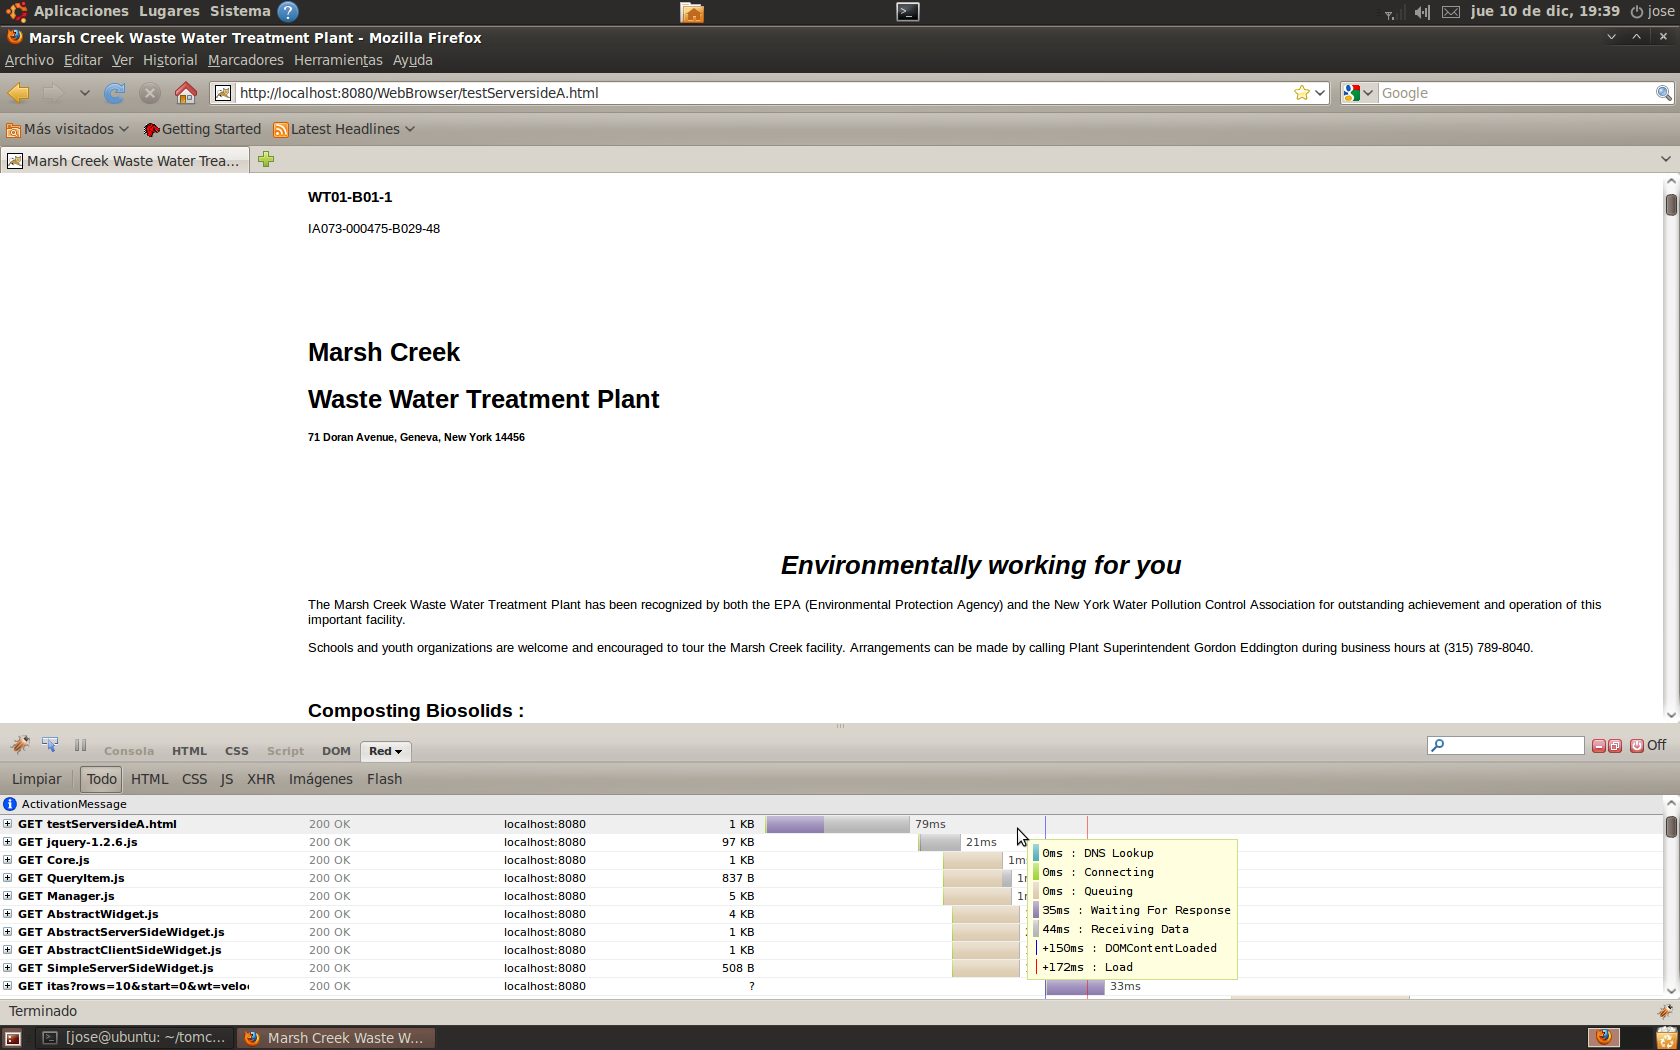 Aplicaciones Lugares Sistema
jue 10 de dic, 19:39 jose
Marsh Creek Waste Water Treatment Plant - Mozilla Firefox
Archivo Editar Ver Historial Marcadores Herramientas Ayuda
http://localhost:8080/WebBrowser/testServersideA.html Google
Más visitados Getting Started Latest Headlines
Marsh Creek Waste Water Trea...
WT01-B01-1
IA073-000475-B029-48
Marsh Creek
Waste Water Treatment Plant
71 Doran Avenue, Geneva, New York 14456
Environmentally working for you
The Marsh Creek Waste Water Treatment Plant has been recognized by both the EPA (Environmental Protection Agency) and the New York Water Pollution Control Association for outstanding achievement and operation of this
important facility.
Schools and youth organizations are welcome and encouraged to tour the Marsh Creek facility. Arrangements can be made by calling Plant Superintendent Gordon Eddington during business hours at (315) 789-8040.
Composting Biosolids :
Consola HTML CSS Script DOM Red Off
Limpiar Todo HTML CSS JS XHR Imágenes Flash
ActivationMessage
GET testServersideA.html 200 OK localhost:8080 1 KB 79ms
GET jquery-1.2.6.js 200 OK localhost:8080 97 KB 21ms
GET Core.js 200 OK localhost:8080 1 KB 1m
GET QueryItem.js 200 OK localhost:8080 837 B
GET Manager.js 200 OK localhost:8080 5 KB
GET AbstractWidget.js 200 OK localhost:8080 4 KB
GET AbstractServerSideWidget.js 200 OK localhost:8080 1 KB
GET AbstractClientSideWidget.js 200 OK localhost:8080 1 KB
GET SimpleServerSideWidget.js 200 OK localhost:8080 508 B
GET itas?rows=10&start=0&wt=velo 200 OK localhost:8080 ? 33ms
0ms : DNS Lookup
0ms : Connecting
0ms : Queuing
35ms : Waiting For Response
44ms : Receiving Data
+150ms : DOMContentLoaded
+172ms : Load
Terminado
[jose@ubuntu: ~/tomc... Marsh Creek Waste W...